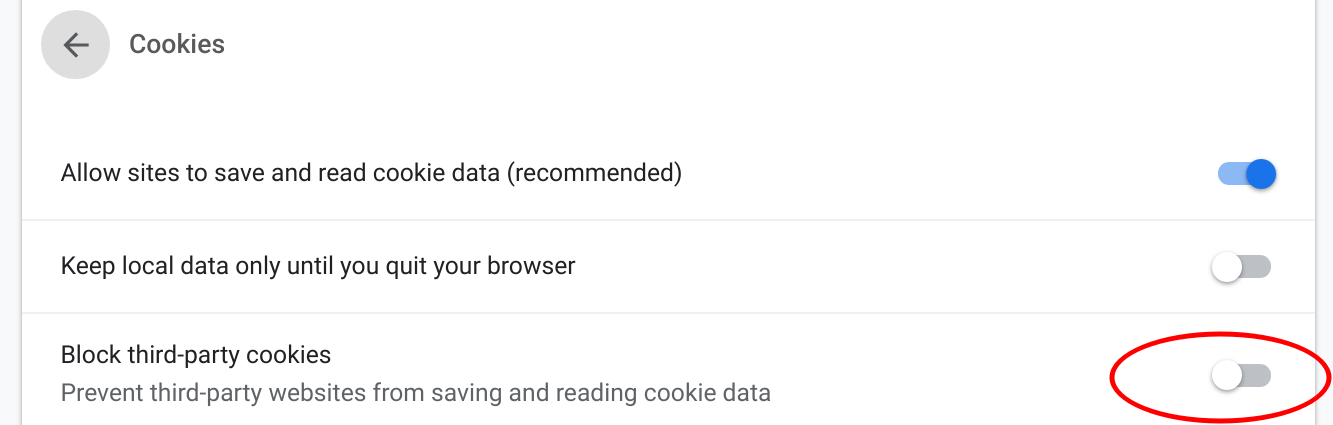 Cookies
Allow sites to save and read cookie data (recommended)
Keep local data only until you quit your browser
Block third-party cookies
Prevent third-party websites from saving and reading cookie data